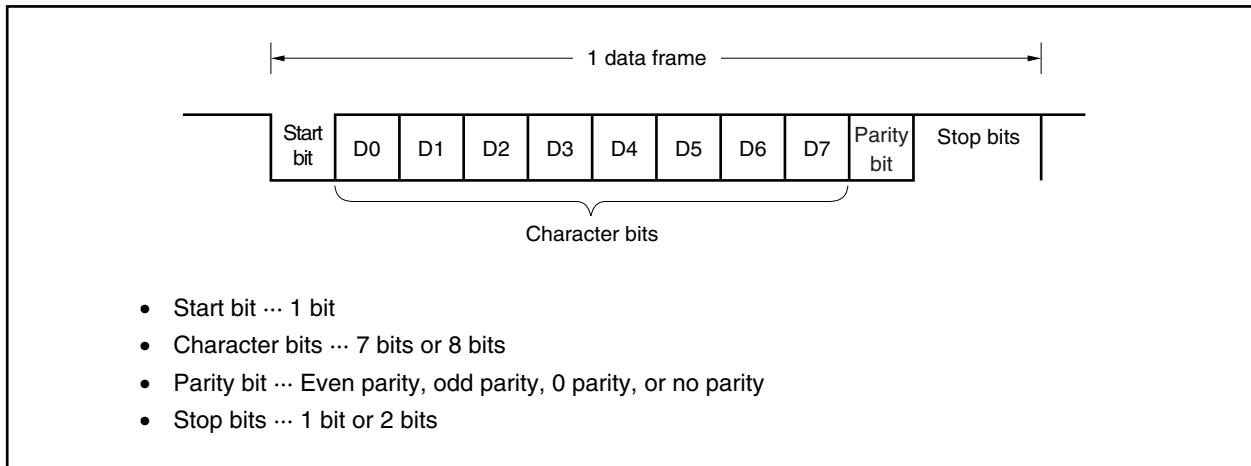 1 data frame
Start bit D0 D1 D2 D3 D4 D5 D6 D7 Parity bit Stop bits
Character bits
• Start bit ··· 1 bit
• Character bits ··· 7 bits or 8 bits
• Parity bit ··· Even parity, odd parity, 0 parity, or no parity
• Stop bits ··· 1 bit or 2 bits